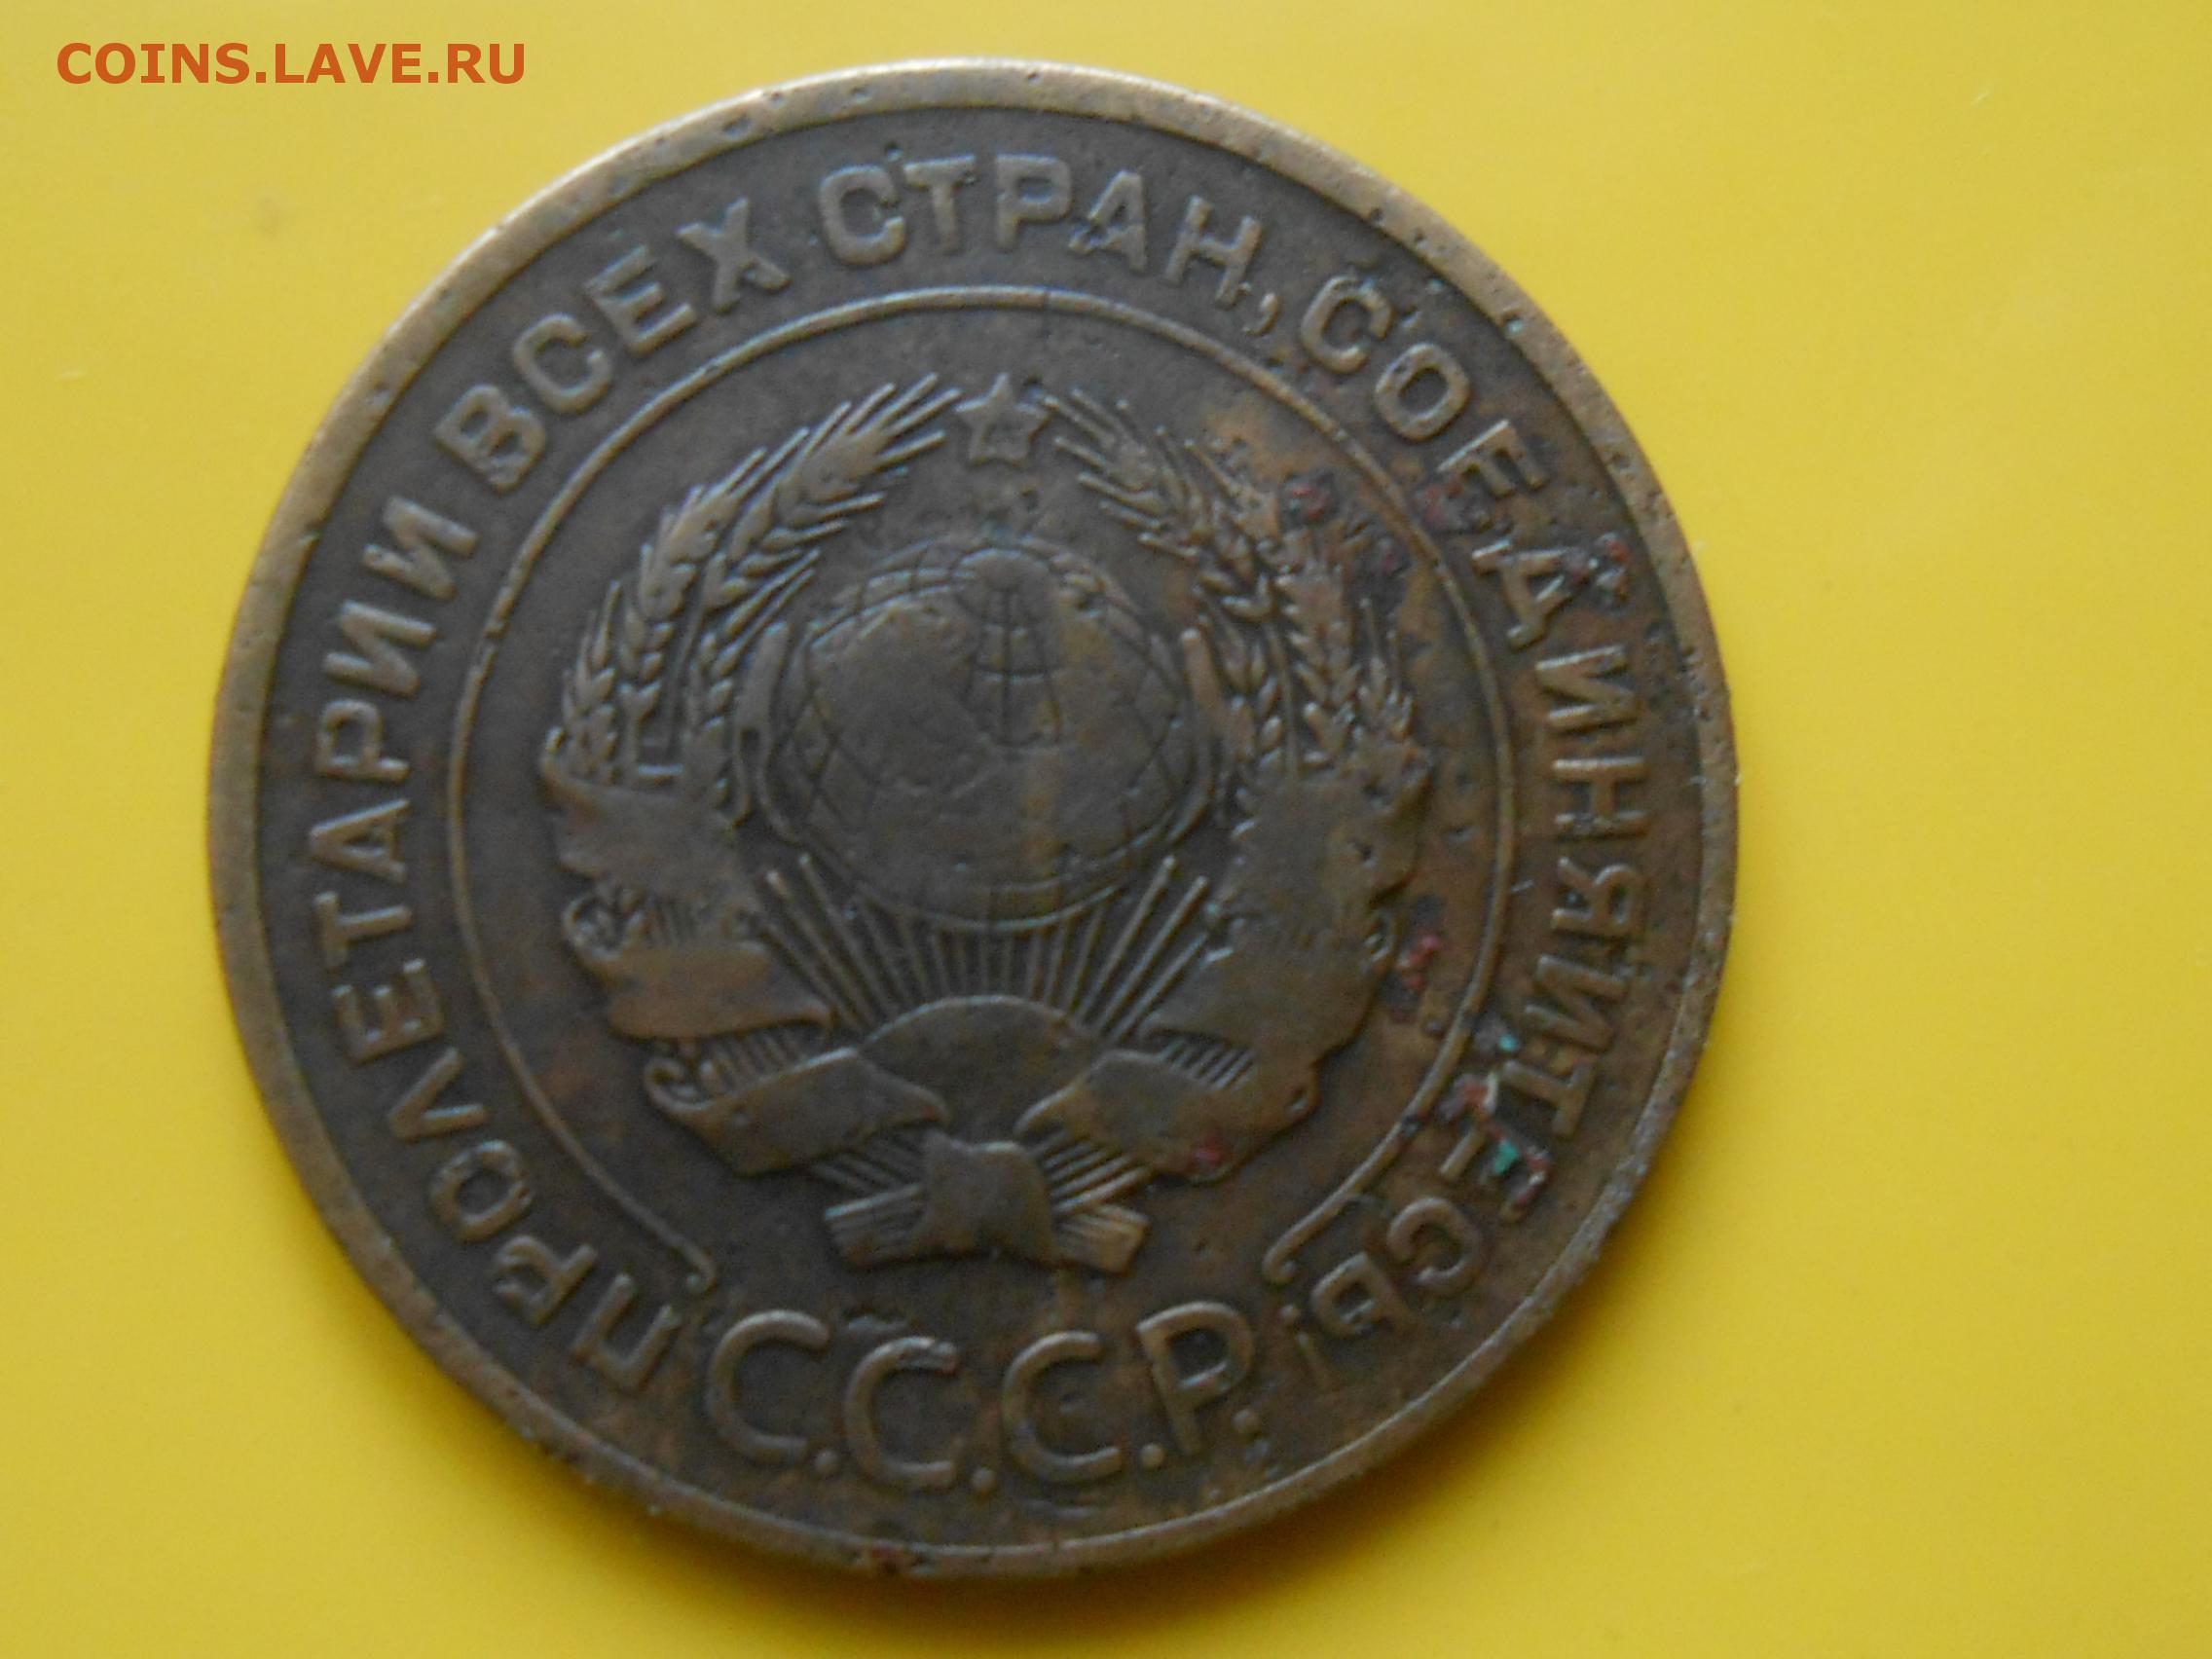 COINS.LAVE.RU
ПРОЛЕТАРИИ ВСЕХ СТРАН, СОЕДИНЯЙТЕСЬ!
С.С.С.Р.